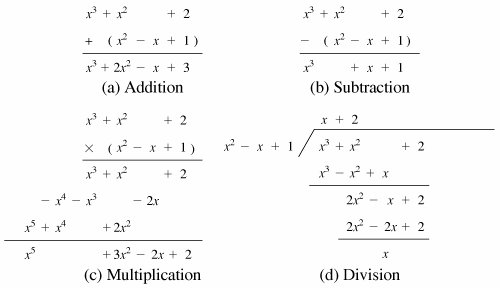 x³ + x² + 2
+ ( x² − x + 1 )
x³ + 2x² − x + 3
(a) Addition
x³ + x² + 2
− ( x² − x + 1 )
x³ + x + 1
(b) Subtraction
x³ + x² + 2
× ( x² − x + 1 )
x³ + x² + 2
− x⁴ − x³ − 2x
x⁵ + x⁴ + 2x²
x⁵ + 3x² − 2x + 2
(c) Multiplication
x + 2
x² − x + 1 / x³ + x² + 2
x³ − x² + x
2x² − x + 2
2x² − 2x + 2
x
(d) Division